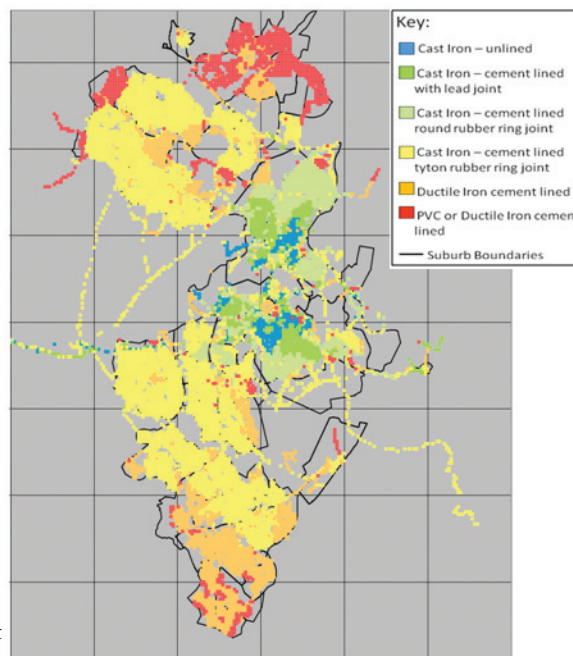 Key:
Cast Iron – unlined
Cast Iron – cement lined
with lead joint
Cast Iron – cement lined
round rubber ring joint
Cast Iron – cement lined
tyton rubber ring joint
Ductile Iron cement lined
PVC or Ductile Iron cement
lined
Suburb Boundaries